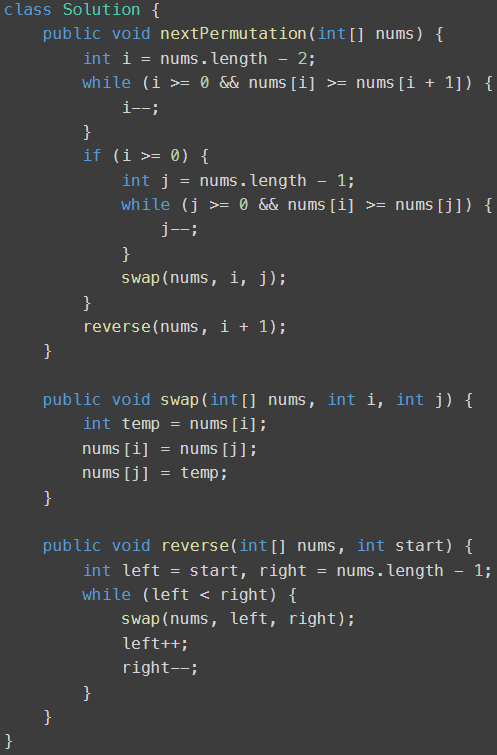 class Solution {
    public void nextPermutation(int[] nums) {
        int i = nums.length - 2;
        while (i >= 0 && nums[i] >= nums[i + 1]) {
            i--;
        }
        if (i >= 0) {
            int j = nums.length - 1;
            while (j >= 0 && nums[i] >= nums[j]) {
                j--;
            }
            swap(nums, i, j);
        }
        reverse(nums, i + 1);
    }

    public void swap(int[] nums, int i, int j) {
        int temp = nums[i];
        nums[i] = nums[j];
        nums[j] = temp;
    }

    public void reverse(int[] nums, int start) {
        int left = start, right = nums.length - 1;
        while (left < right) {
            swap(nums, left, right);
            left++;
            right--;
        }
    }
}